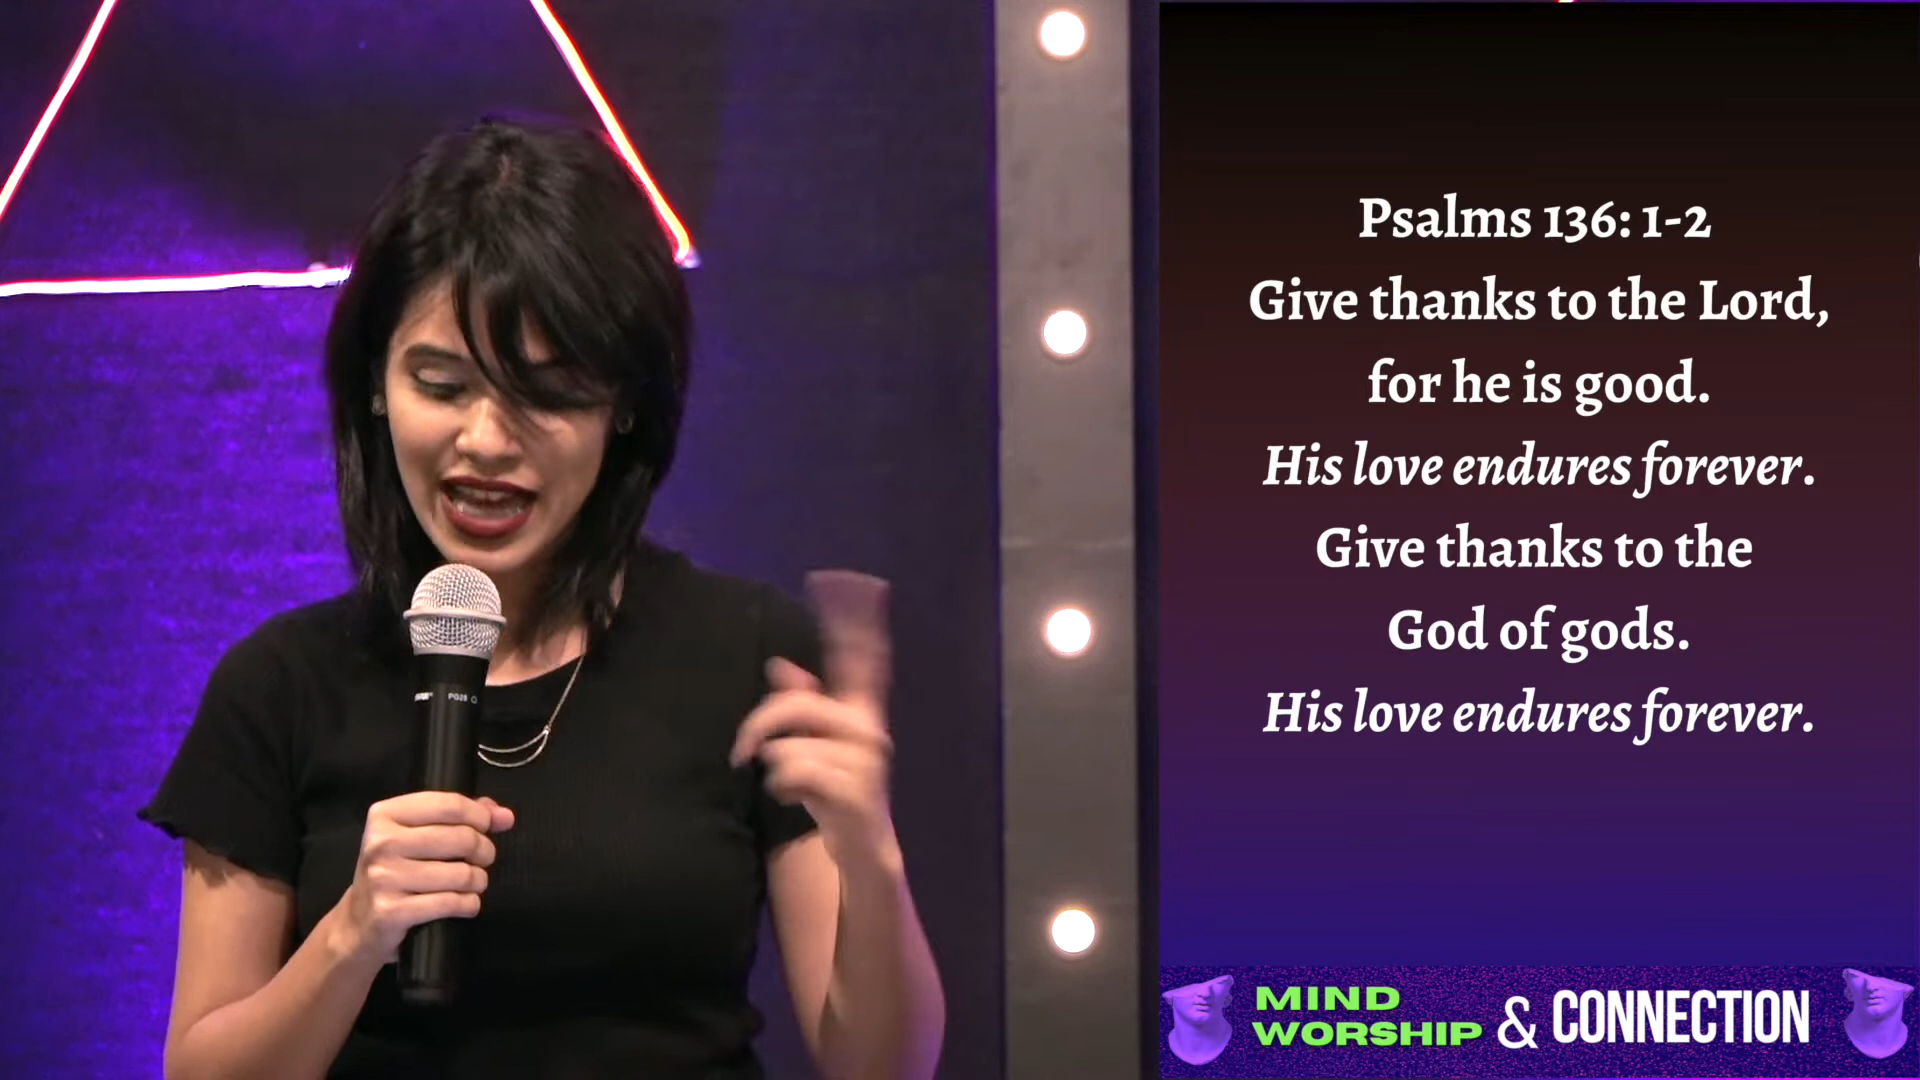 Psalms 136: 1-2
Give thanks to the Lord,
for he is good.
His love endures forever.
Give thanks to the
God of gods.
His love endures forever.
MIND
WORSHIP & CONNECTION
PG28